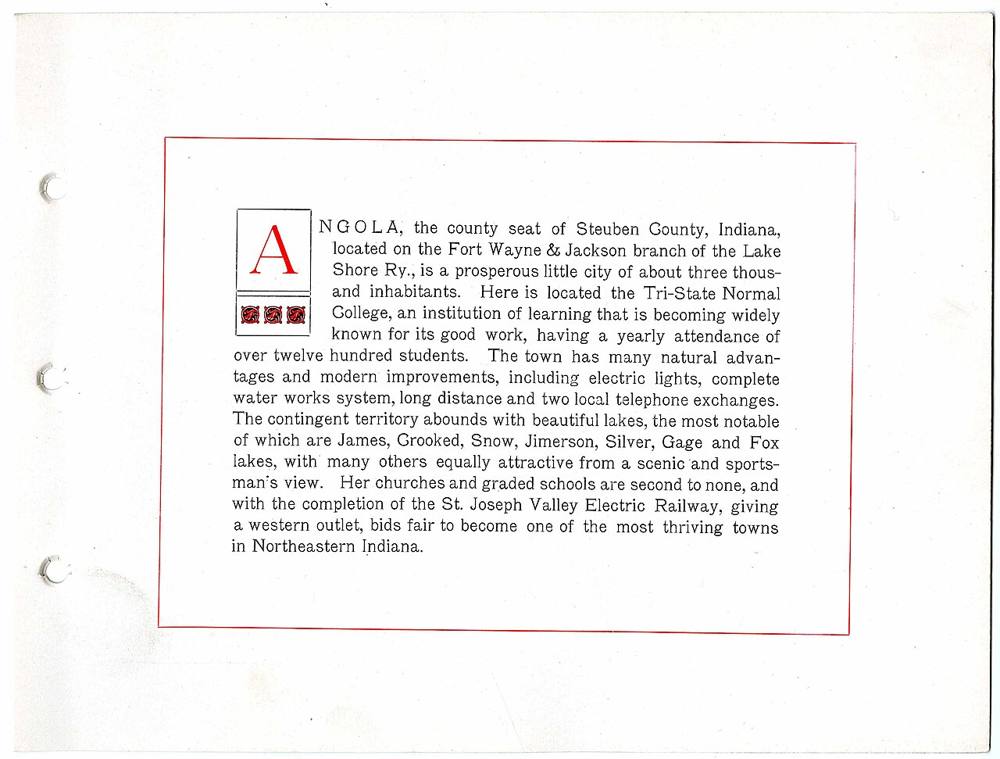 ANGOLA, the county seat of Steuben County, Indiana,
located on the Fort Wayne & Jackson branch of the Lake
Shore Ry., is a prosperous little city of about three thous-
and inhabitants. Here is located the Tri-State Normal
College, an institution of learning that is becoming widely
known for its good work, having a yearly attendance of
over twelve hundred students. The town has many natural advan-
tages and modern improvements, including electric lights, complete
water works system, long distance and two local telephone exchanges.
The contingent territory abounds with beautiful lakes, the most notable
of which are James, Crooked, Snow, Jimerson, Silver, Gage and Fox
lakes, with many others equally attractive from a scenic and sports-
man's view. Her churches and graded schools are second to none, and
with the completion of the St. Joseph Valley Electric Railway, giving
a western outlet, bids fair to become one of the most thriving towns
in Northeastern Indiana.